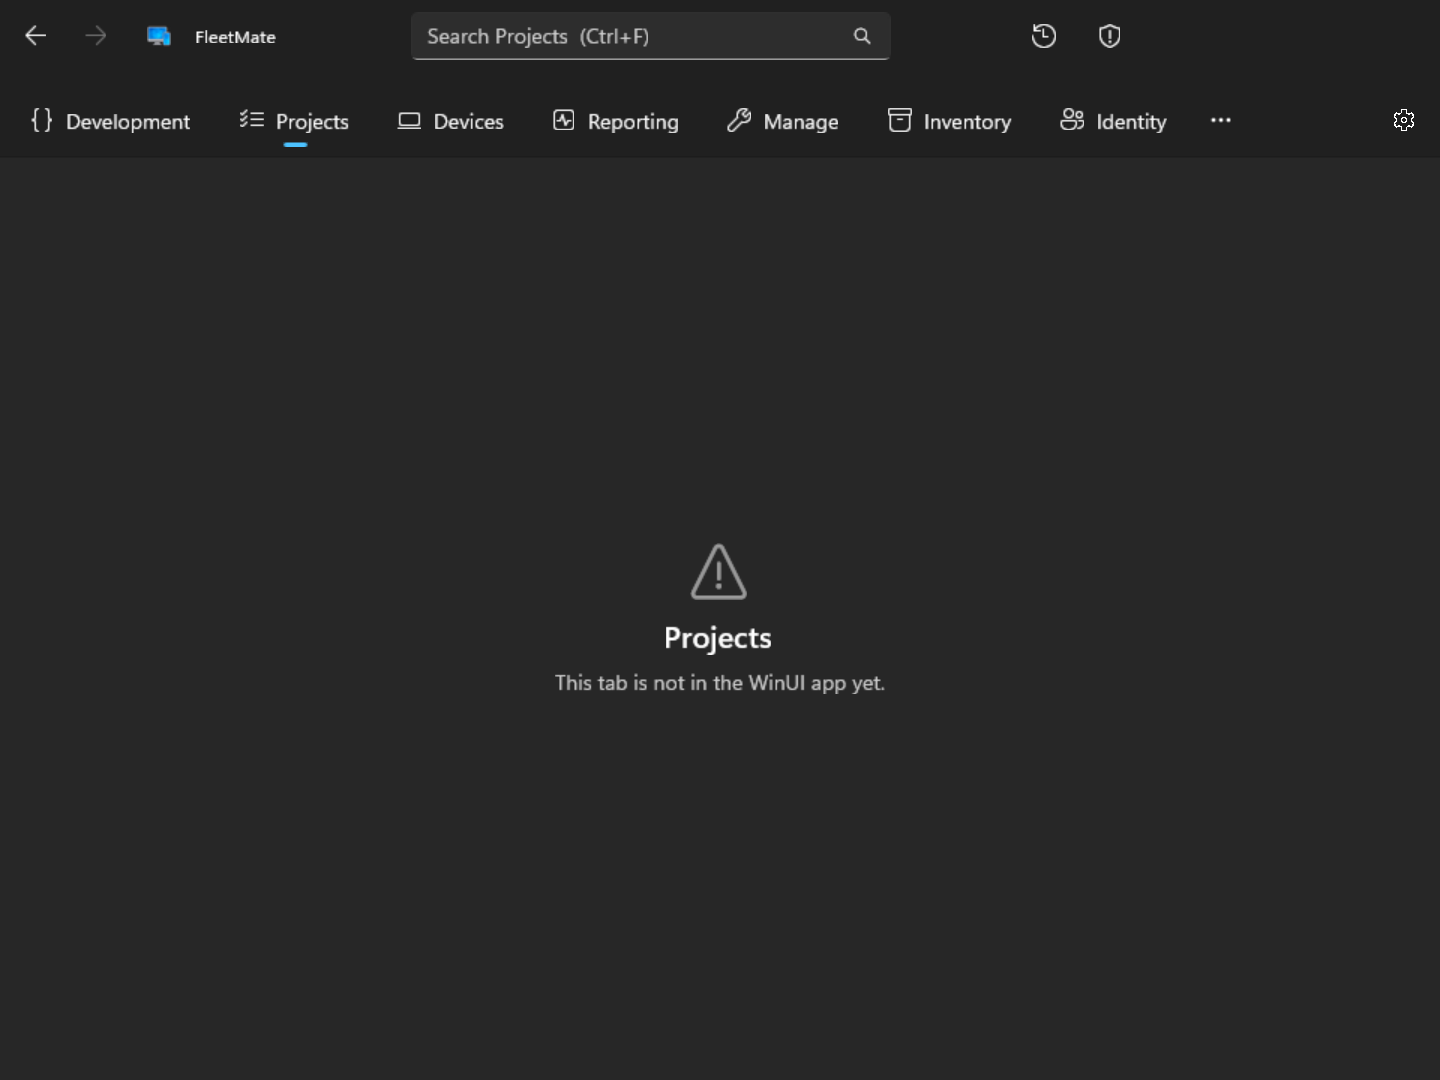 FleetMate
Search Projects (Ctrl+F)
Development
Projects
Devices
Reporting
Manage
Inventory
Identity
Projects
This tab is not in the WinUI app yet.